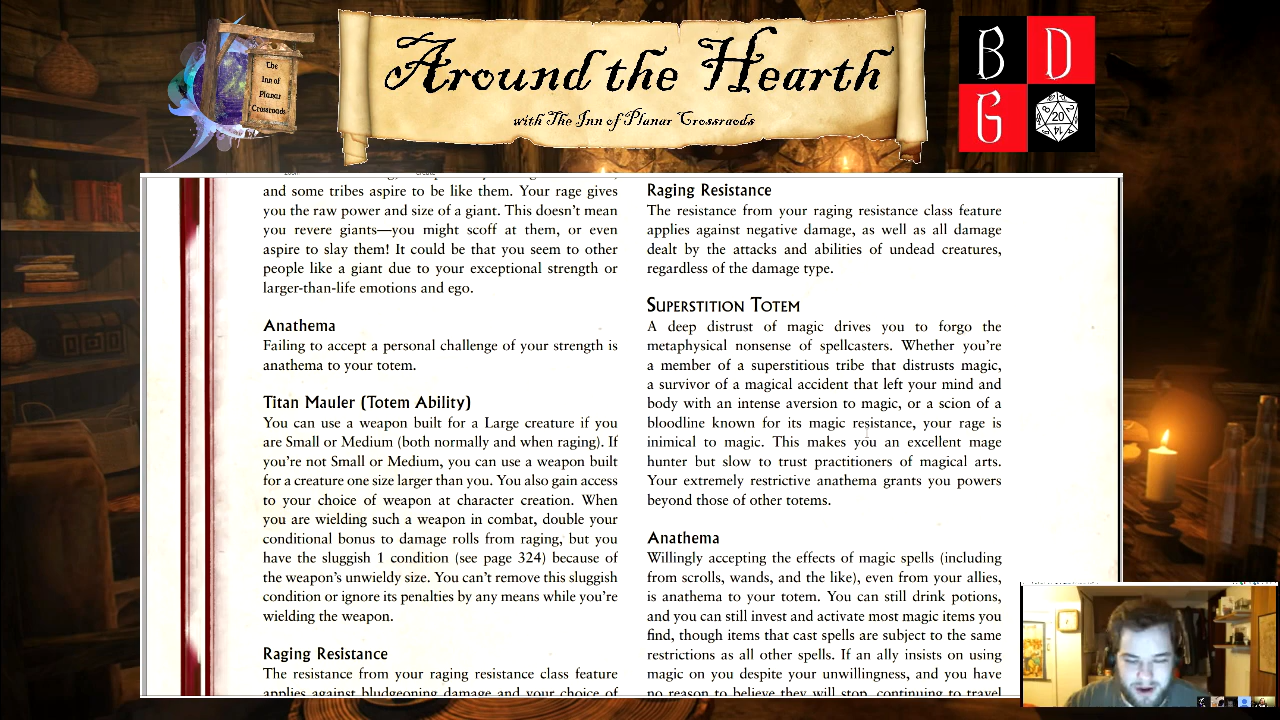 The
Inn of
Planar
Crossroads
Around the Hearth
with The Inn of Planar Crossraods
B D
G 20
and some tribes aspire to be like them. Your rage gives
you the raw power and size of a giant. This doesn't mean
you revere giants—you might scoff at them, or even
aspire to slay them! It could be that you seem to other
people like a giant due to your exceptional strength or
larger-than-life emotions and ego.
Anathema
Failing to accept a personal challenge of your strength is
anathema to your totem.
Titan Mauler (Totem Ability)
You can use a weapon built for a Large creature if you
are Small or Medium (both normally and when raging). If
you're not Small or Medium, you can use a weapon built
for a creature one size larger than you. You also gain access
to your choice of weapon at character creation. When
you are wielding such a weapon in combat, double your
conditional bonus to damage rolls from raging, but you
have the sluggish 1 condition (see page 324) because of
the weapon's unwieldy size. You can't remove this sluggish
condition or ignore its penalties by any means while you're
wielding the weapon.
Raging Resistance
The resistance from your raging resistance class feature
applies against bludgeoning damage and your choice of
Raging Resistance
The resistance from your raging resistance class feature
applies against negative damage, as well as all damage
dealt by the attacks and abilities of undead creatures,
regardless of the damage type.
Superstition Totem
A deep distrust of magic drives you to forgo the
metaphysical nonsense of spellcasters. Whether you're
a member of a superstitious tribe that distrusts magic,
a survivor of a magical accident that left your mind and
body with an intense aversion to magic, or a scion of a
bloodline known for its magic resistance, your rage is
inimical to magic. This makes you an excellent mage
hunter but slow to trust practitioners of magical arts.
Your extremely restrictive anathema grants you powers
beyond those of other totems.
Anathema
Willingly accepting the effects of magic spells (including
from scrolls, wands, and the like), even from your allies,
is anathema to your totem. You can still drink potions,
and you can still invest and activate most magic items you
find, though items that cast spells are subject to the same
restrictions as all other spells. If an ally insists on using
magic on you despite your unwillingness, and you have
no reason to believe they will stop, continuing to travel